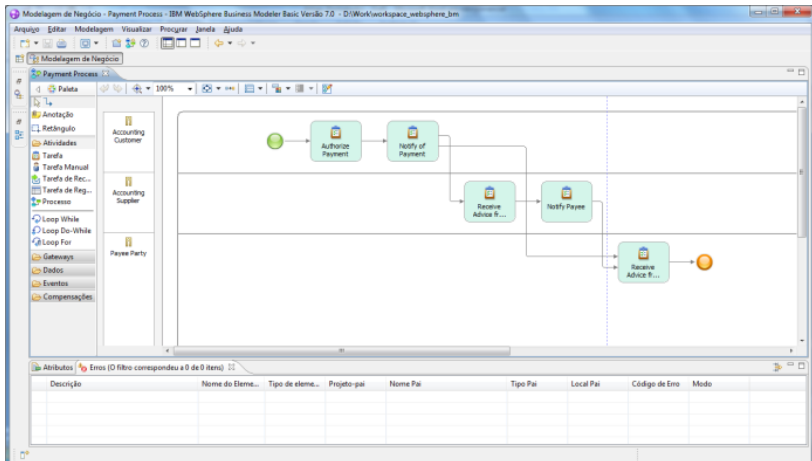 Modelagem de Negócio - Payment Process - IBM WebSphere Business Modeler Basic Versão 7.0 - D:\Work\workspace_websphere_bm
Arquivo Editar Modelagem Visualizar Procurar Janela Ajuda
Modelagem de Negócio
Payment Process
Paleta
100%
Anotação
Retângulo
Atividades
Tarefa
Tarefa Manual
Tarefa de Rec...
Tarefa de Reg...
Processo
Loop While
Loop Do-While
Loop For
Gateways
Dados
Eventos
Compensações
Accounting
Customer
Authorize
Payment
Notify of
Payment
Accounting
Supplier
Receive
Advice fr...
Notify Payee
Payee Party
Receive
Advice fr...
Atributos Erros (O filtro correspondeu a 0 de 0 itens)
Descrição Nome do Eleme... Tipo de eleme... Projeto-pai Nome Pai Tipo Pai Local Pai Código de Erro Modo